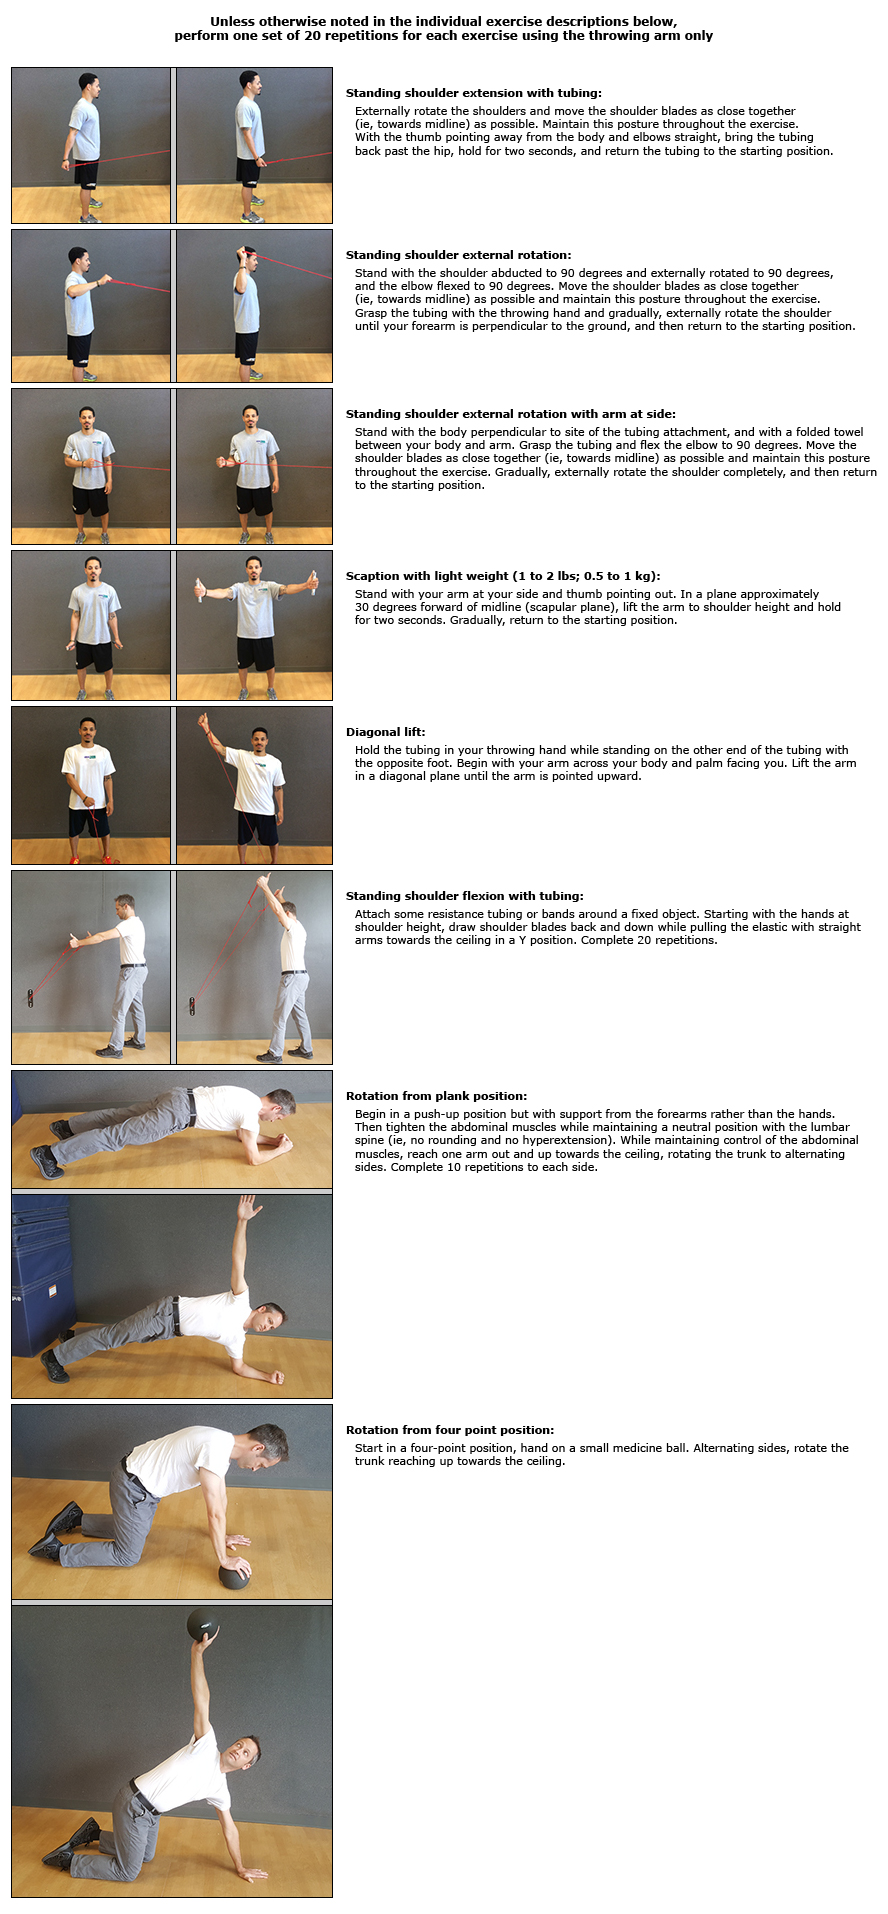 Unless otherwise noted in the individual exercise descriptions below,
perform one set of 20 repetitions for each exercise using the throwing arm only
Standing shoulder extension with tubing:
Externally rotate the shoulders and move the shoulder blades as close together
(ie, towards midline) as possible. Maintain this posture throughout the exercise.
With the thumb pointing away from the body and elbows straight, bring the tubing
back past the hip, hold for two seconds, and return the tubing to the starting position.
Standing shoulder external rotation:
Stand with the shoulder abducted to 90 degrees and externally rotated to 90 degrees,
and the elbow flexed to 90 degrees. Move the shoulder blades as close together
(ie, towards midline) as possible and maintain this posture throughout the exercise.
Grasp the tubing with the throwing hand and gradually, externally rotate the shoulder
until your forearm is perpendicular to the ground, and then return to the starting position.
Standing shoulder external rotation with arm at side:
Stand with the body perpendicular to site of the tubing attachment, and with a folded towel
between your body and arm. Grasp the tubing and flex the elbow to 90 degrees. Move the
shoulder blades as close together (ie, towards midline) as possible and maintain this posture
throughout the exercise. Gradually, externally rotate the shoulder completely, and then return
to the starting position.
Scaption with light weight (1 to 2 lbs; 0.5 to 1 kg):
Stand with your arm at your side and thumb pointing out. In a plane approximately
30 degrees forward of midline (scapular plane), lift the arm to shoulder height and hold
for two seconds. Gradually, return to the starting position.
Diagonal lift:
Hold the tubing in your throwing hand while standing on the other end of the tubing with
the opposite foot. Begin with your arm across your body and palm facing you. Lift the arm
in a diagonal plane until the arm is pointed upward.
Standing shoulder flexion with tubing:
Attach some resistance tubing or bands around a fixed object. Starting with the hands at
shoulder height, draw shoulder blades back and down while pulling the elastic with straight
arms towards the ceiling in a Y position. Complete 20 repetitions.
Rotation from plank position:
Begin in a push-up position but with support from the forearms rather than the hands.
Then tighten the abdominal muscles while maintaining a neutral position with the lumbar
spine (ie, no rounding and no hyperextension). While maintaining control of the abdominal
muscles, reach one arm out and up towards the ceiling, rotating the trunk to alternating
sides. Complete 10 repetitions to each side.
Rotation from four point position:
Start in a four-point position, hand on a small medicine ball. Alternating sides, rotate the
trunk reaching up towards the ceiling.